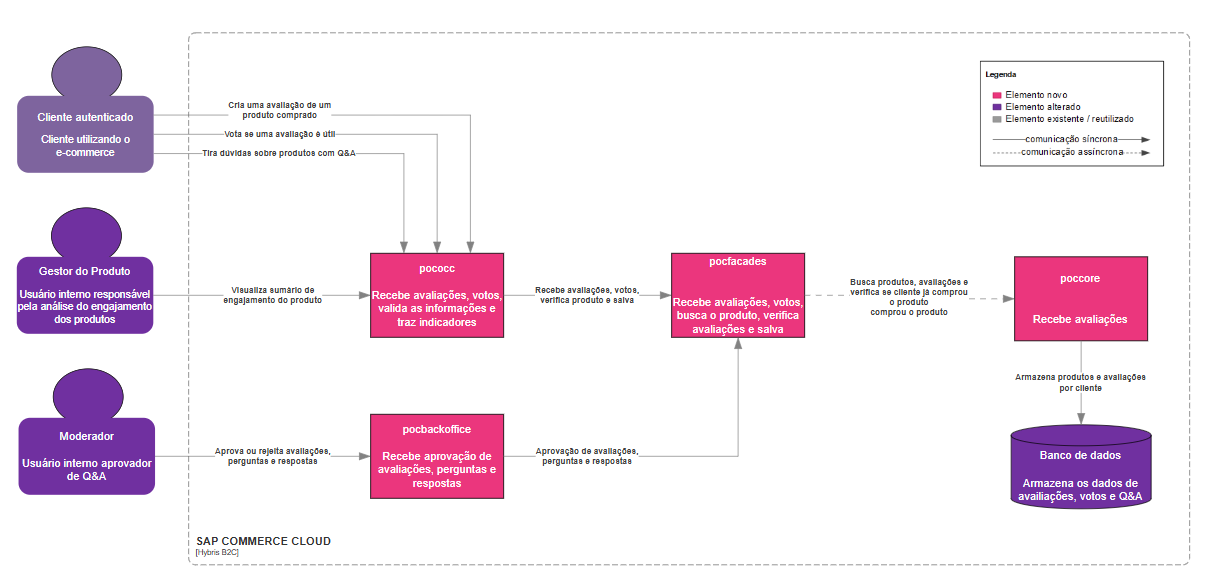 Cliente autenticado
Cliente utilizando o
e-commerce
Cria uma avaliação de um
produto comprado
Vota se uma avaliação é útil
Tira dúvidas sobre produtos com Q&A
Legenda
Elemento novo
Elemento alterado
Elemento existente / reutilizado
comunicação síncrona
comunicação assíncrona
Gestor do Produto
Usuário interno responsável
pela análise do engajamento
dos produtos
Visualiza sumário de
engajamento do produto
pococc
Recebe avaliações, votos,
valida as informações e
traz indicadores
Recebe avaliações, votos,
verifica produto e salva
pocfacades
Recebe avaliações, votos,
busca o produto, verifica
avaliações e salva
Busca produtos, avaliações e
verifica se cliente já comprou
o produto
comprou o produto
poccore
Recebe avaliações
Armazena produtos e avaliações
por cliente
Moderador
Usuário interno aprovador
de Q&A
Aprova ou rejeita avaliações,
perguntas e respostas
pocbackoffice
Recebe aprovação de
avaliações, perguntas e
respostas
Aprovação de avaliações,
perguntas e respostas
Banco de dados
Armazena os dados de
availiações, votos e Q&A
SAP COMMERCE CLOUD
[Hybris B2C]